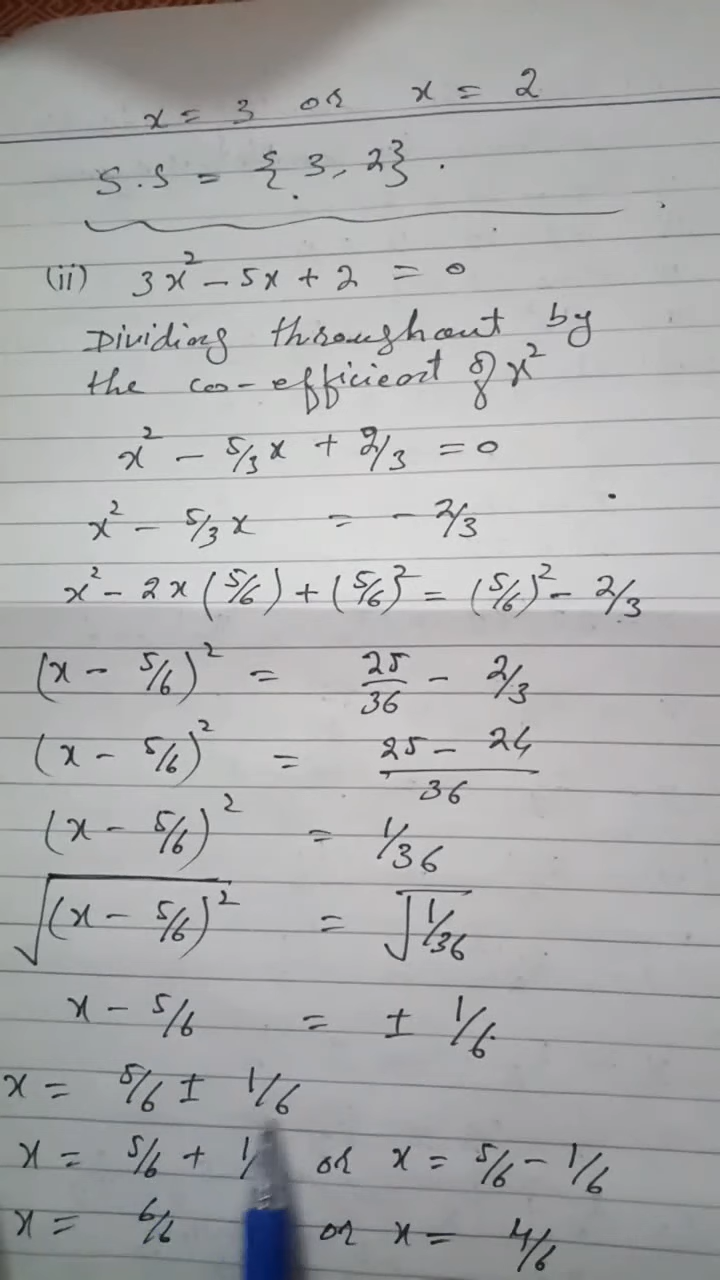 x = 3 or x = 2
S.S = {3, 2}.
(ii) 3x² - 5x + 2 = 0
Dividing throughout by
the co-efficient of x²
x² - 5/3 x + 2/3 = 0
x² - 5/3 x = - 2/3
x² - 2x (5/6) + (5/6)² = (5/6)² - 2/3
(x - 5/6)² = 25/36 - 2/3
(x - 5/6)² = (25 - 24)/36
(x - 5/6)² = 1/36
√(x - 5/6)² = √1/36
x - 5/6 = ± 1/6
x = 5/6 ± 1/6
x = 5/6 + 1/ or x = 5/6 - 1/6
x = 6/6 or x = 4/6